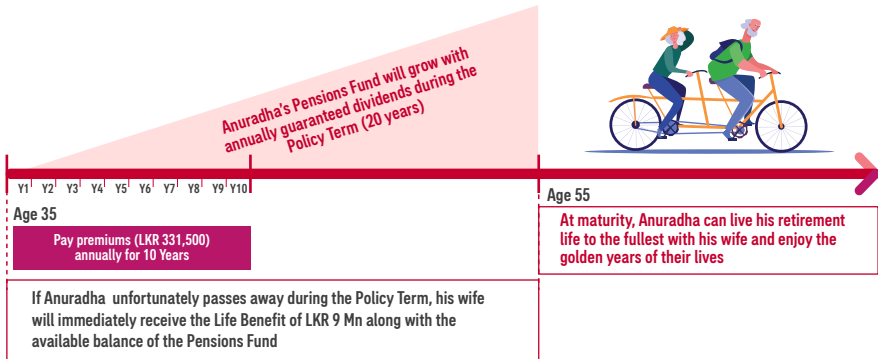 Anuradha's Pensions Fund will grow with
annually guaranteed dividends during the
Policy Term (20 years)
Y1 Y2 Y3 Y4 Y5 Y6 Y7 Y8 Y9 Y10
Age 35
Pay premiums (LKR 331,500)
annually for 10 Years
Age 55
At maturity, Anuradha can live his retirement
life to the fullest with his wife and enjoy the
golden years of their lives
If Anuradha unfortunately passes away during the Policy Term, his wife
will immediately receive the Life Benefit of LKR 9 Mn along with the
available balance of the Pensions Fund